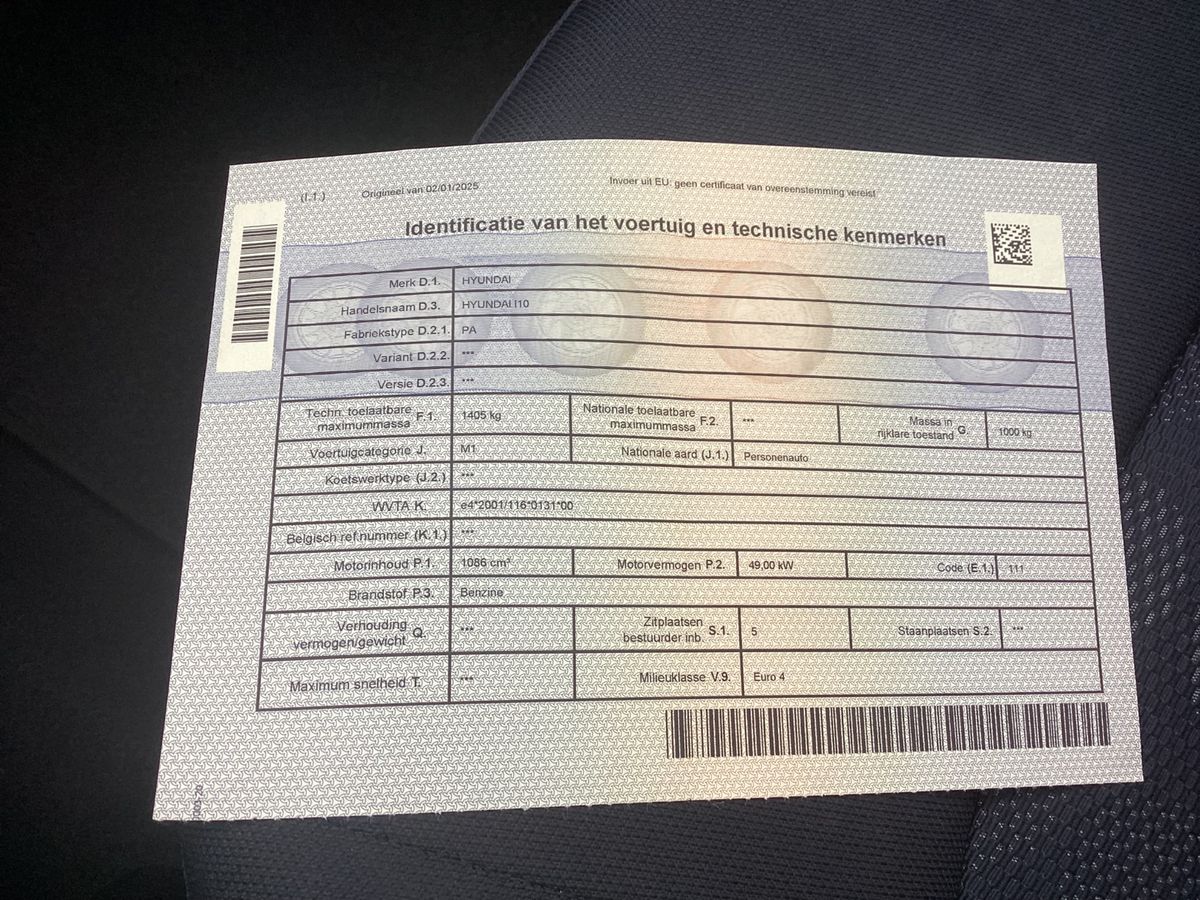 (I.1.) Origineel van 02/01/2025 Invoer uit EU: geen certificaat van overeenstemming vereist
Identificatie van het voertuig en technische kenmerken
Merk D.1. HYUNDAI
Handelsnaam D.3. HYUNDAI I10
Fabriekstype D.2.1. PA
Variant D.2.2. ***
Versie D.2.3. ***
Techn. toelaatbare maximummassa F.1. 1405 kg Nationale toelaatbare maximummassa F.2. *** Massa in rijklare toestand G. 1000 kg
Voertuigcategorie J. M1 Nationale aard (J.1.) Personenauto
Koetswerktype (J.2.) ***
WVTA K. e4*2001/116*0131*00
Belgisch ref.nummer (K.1.) ***
Motorinhoud P.1. 1086 cm³ Motorvermogen P.2. 49,00 kW Code (E.1.) 111
Brandstof P.3. Benzine
Verhouding vermogen/gewicht Q. *** Zitplaatsen bestuurder inb. S.1. 5 Staanplaatsen S.2. ***
Maximum snelheid T. *** Milieuklasse V.9. Euro 4